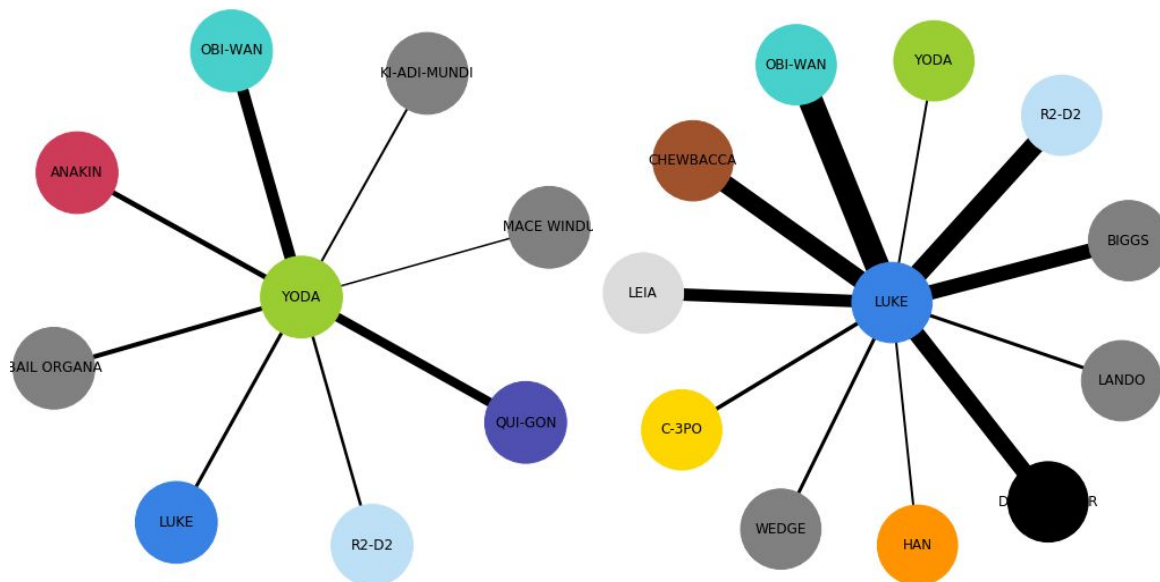 OBI-WAN
KI-ADI-MUNDI
ANAKIN
MACE WINDU
YODA
BAIL ORGANA
QUI-GON
LUKE
R2-D2
OBI-WAN
YODA
R2-D2
CHEWBACCA
BIGGS
LEIA
LUKE
LANDO
C-3PO
WEDGE
HAN